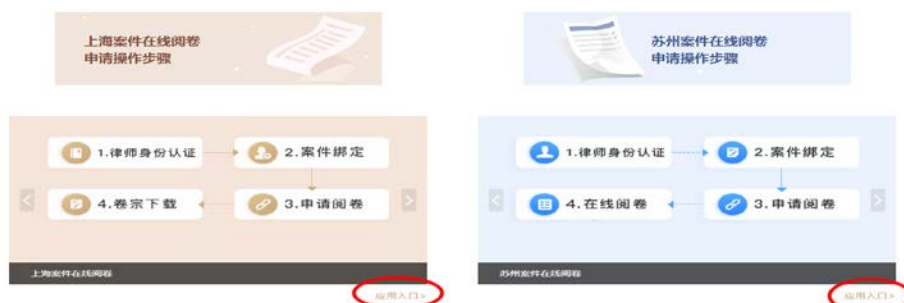 上海案件在线阅卷
申请操作步骤
苏州案件在线阅卷
申请操作步骤
1.律师身份认证
2.案件绑定
4.卷宗下载
3.申请阅卷
上海案件在线阅卷
应用入口>
1.律师身份认证
2.案件绑定
4.在线阅卷
3.申请阅卷
苏州案件在线阅卷
应用入口>